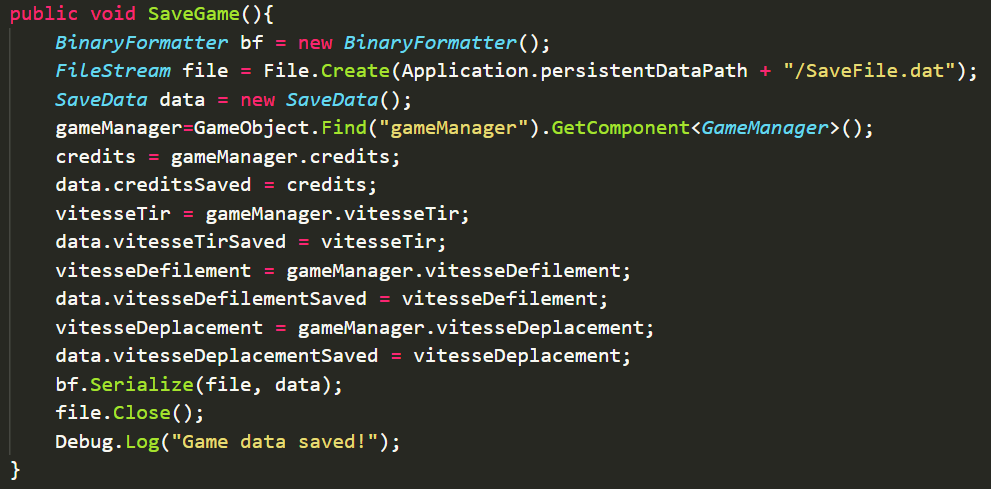 public void SaveGame(){
    BinaryFormatter bf = new BinaryFormatter();
    FileStream file = File.Create(Application.persistentDataPath + "/SaveFile.dat");
    SaveData data = new SaveData();
    gameManager=GameObject.Find("gameManager").GetComponent<GameManager>();
    credits = gameManager.credits;
    data.creditsSaved = credits;
    vitesseTir = gameManager.vitesseTir;
    data.vitesseTirSaved = vitesseTir;
    vitesseDefilement = gameManager.vitesseDefilement;
    data.vitesseDefilementSaved = vitesseDefilement;
    vitesseDeplacement = gameManager.vitesseDeplacement;
    data.vitesseDeplacementSaved = vitesseDeplacement;
    bf.Serialize(file, data);
    file.Close();
    Debug.Log("Game data saved!");
}